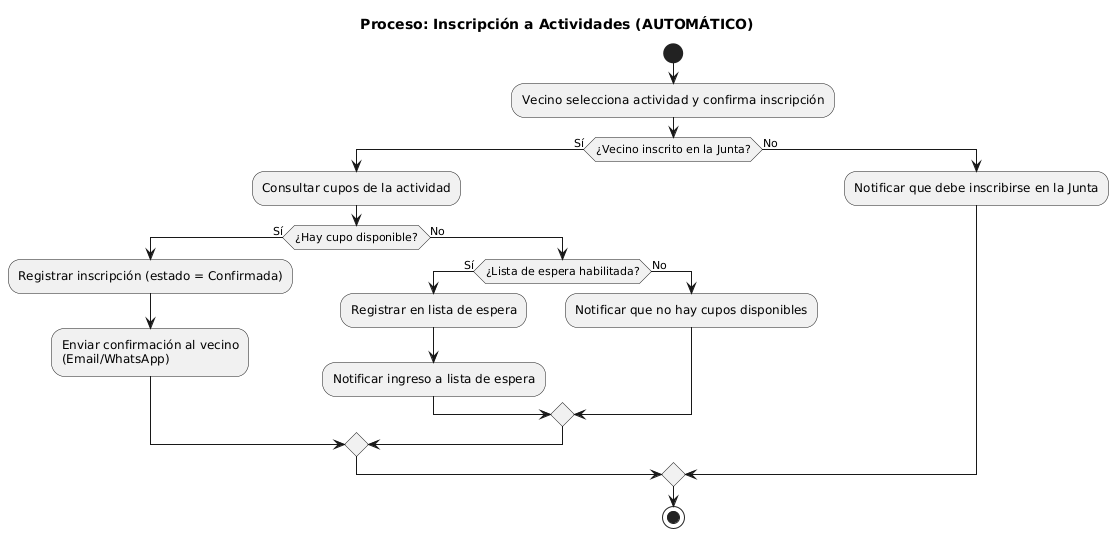 Proceso: Inscripción a Actividades (AUTOMÁTICO)
Vecino selecciona actividad y confirma inscripción
¿Vecino inscrito en la Junta?
Sí
No
Consultar cupos de la actividad
Notificar que debe inscribirse en la Junta
¿Hay cupo disponible?
Sí
No
Registrar inscripción (estado = Confirmada)
Enviar confirmación al vecino
(Email/WhatsApp)
¿Lista de espera habilitada?
Sí
No
Registrar en lista de espera
Notificar que no hay cupos disponibles
Notificar ingreso a lista de espera